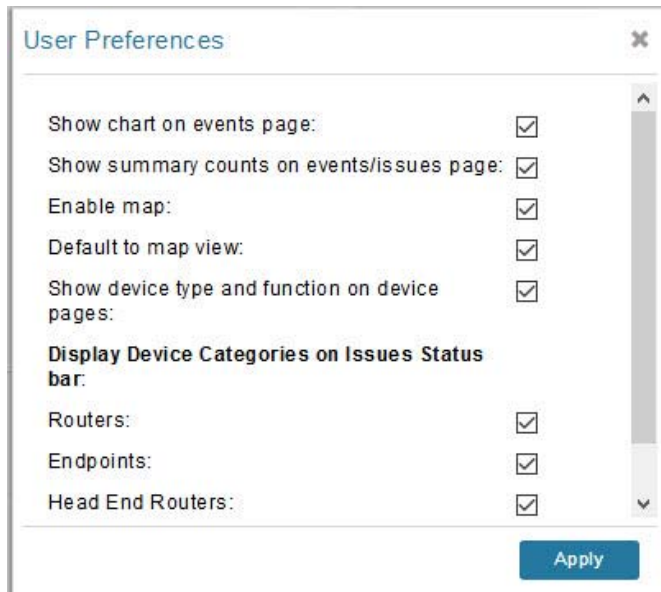 User Preferences
Show chart on events page:
Show summary counts on events/issues page:
Enable map:
Default to map view:
Show device type and function on device
pages:
Display Device Categories on Issues Status
bar:
Routers:
Endpoints:
Head End Routers:
Apply